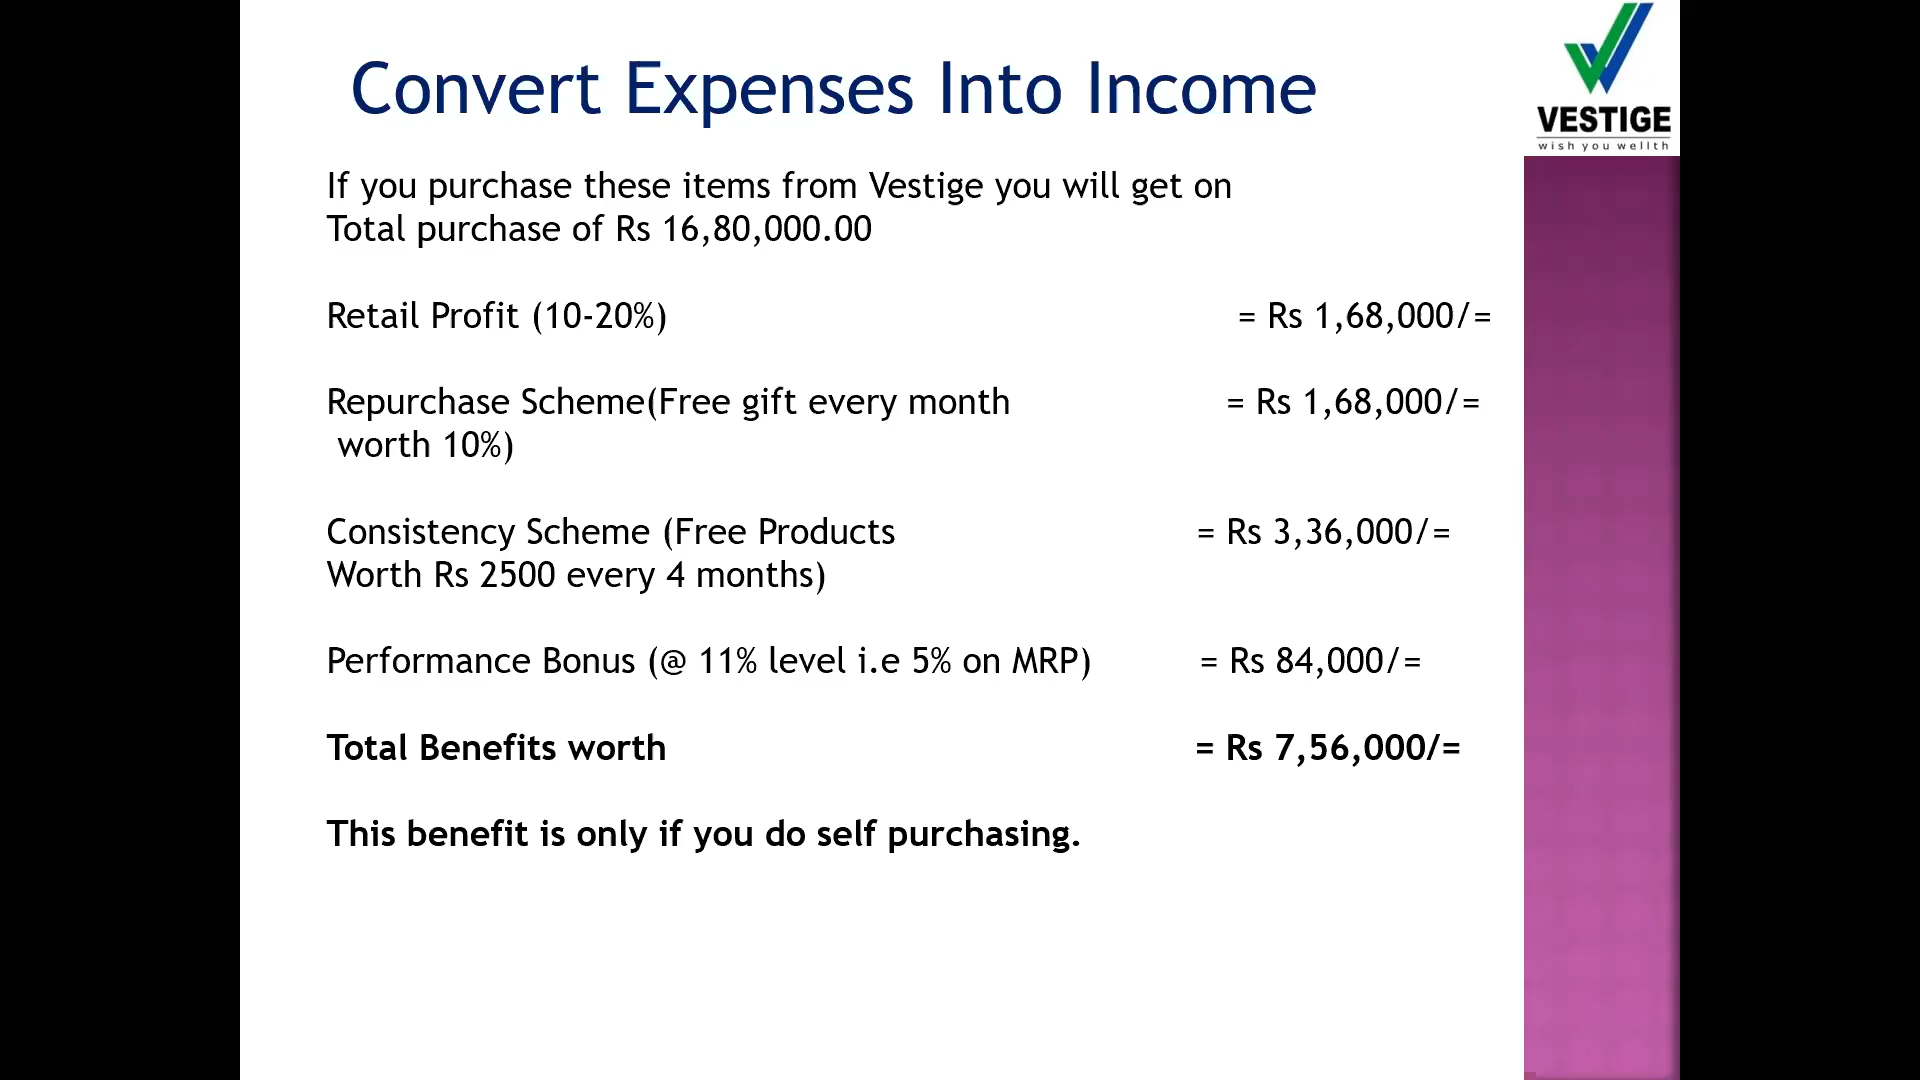 Convert Expenses Into Income
VESTIGE
wish you wellth
If you purchase these items from Vestige you will get on
Total purchase of Rs 16,80,000.00
Retail Profit (10-20%) = Rs 1,68,000/=
Repurchase Scheme(Free gift every month = Rs 1,68,000/=
worth 10%)
Consistency Scheme (Free Products = Rs 3,36,000/=
Worth Rs 2500 every 4 months)
Performance Bonus (@ 11% level i.e 5% on MRP) = Rs 84,000/=
Total Benefits worth = Rs 7,56,000/=
This benefit is only if you do self purchasing.